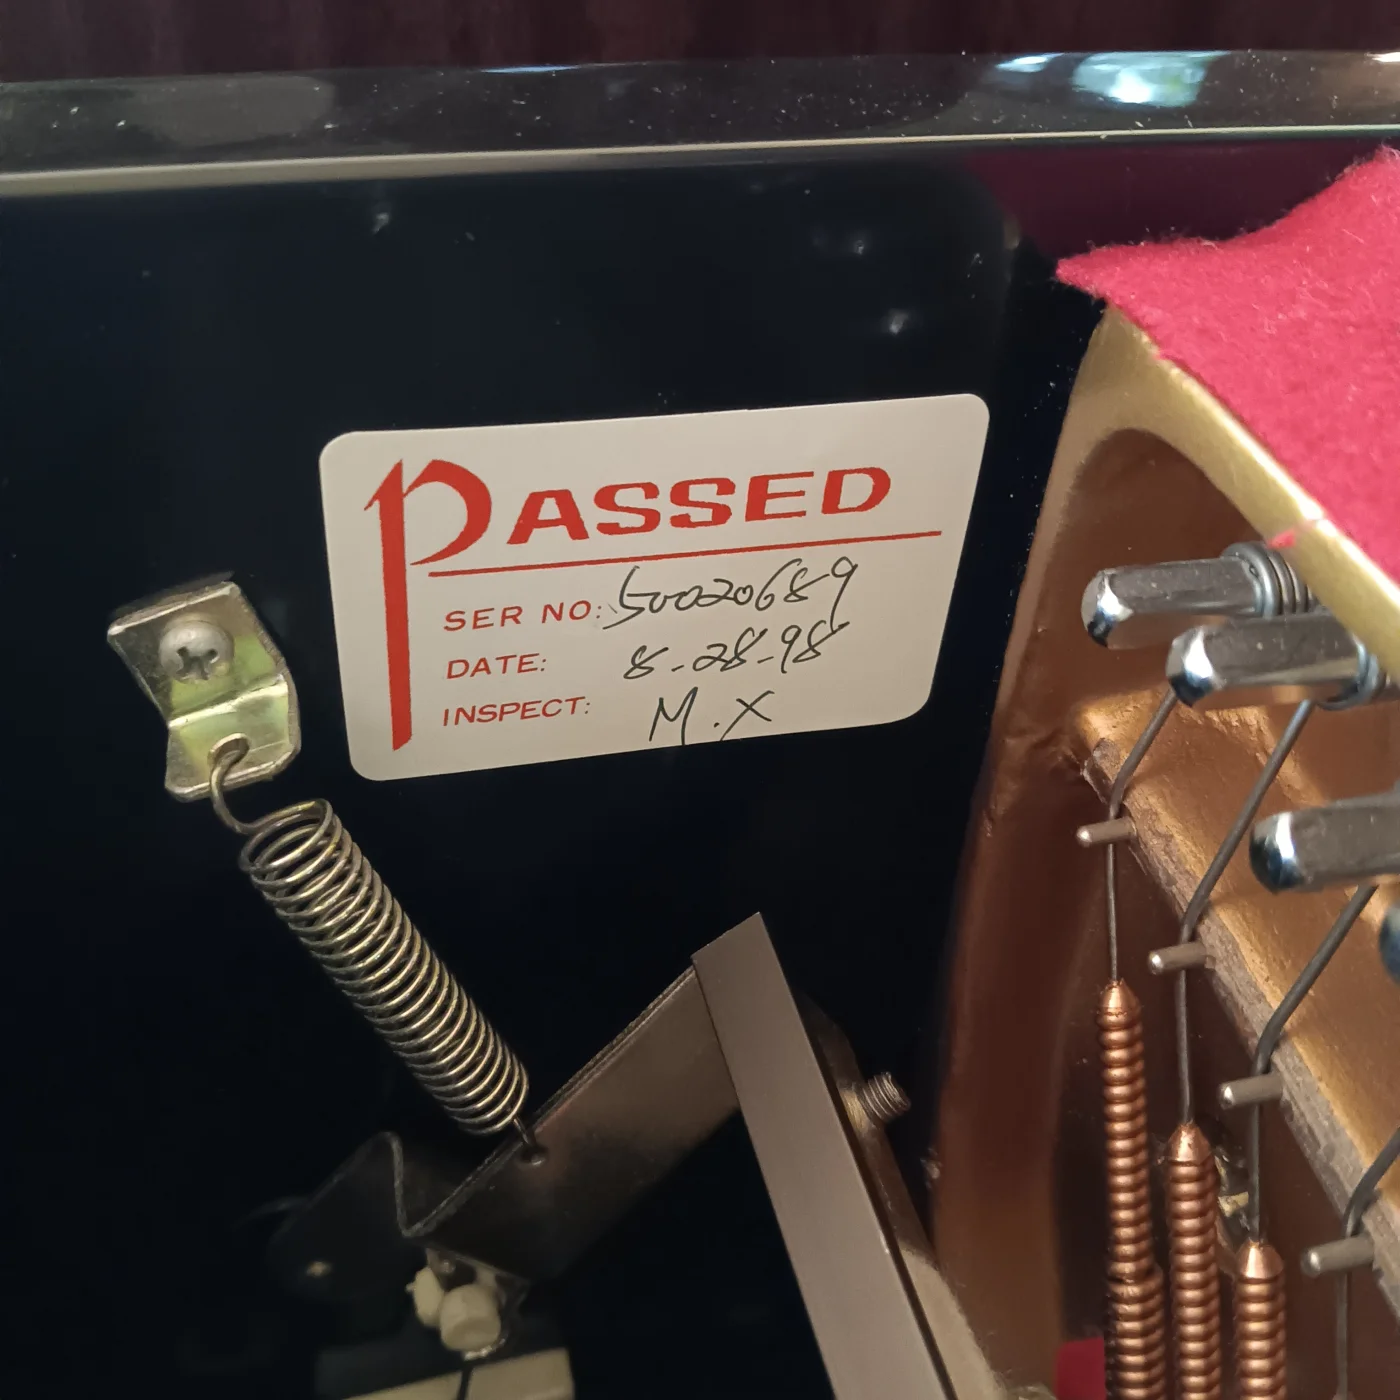 PASSED
SER NO: 50020689
DATE: 8-28-98
INSPECT: M.X